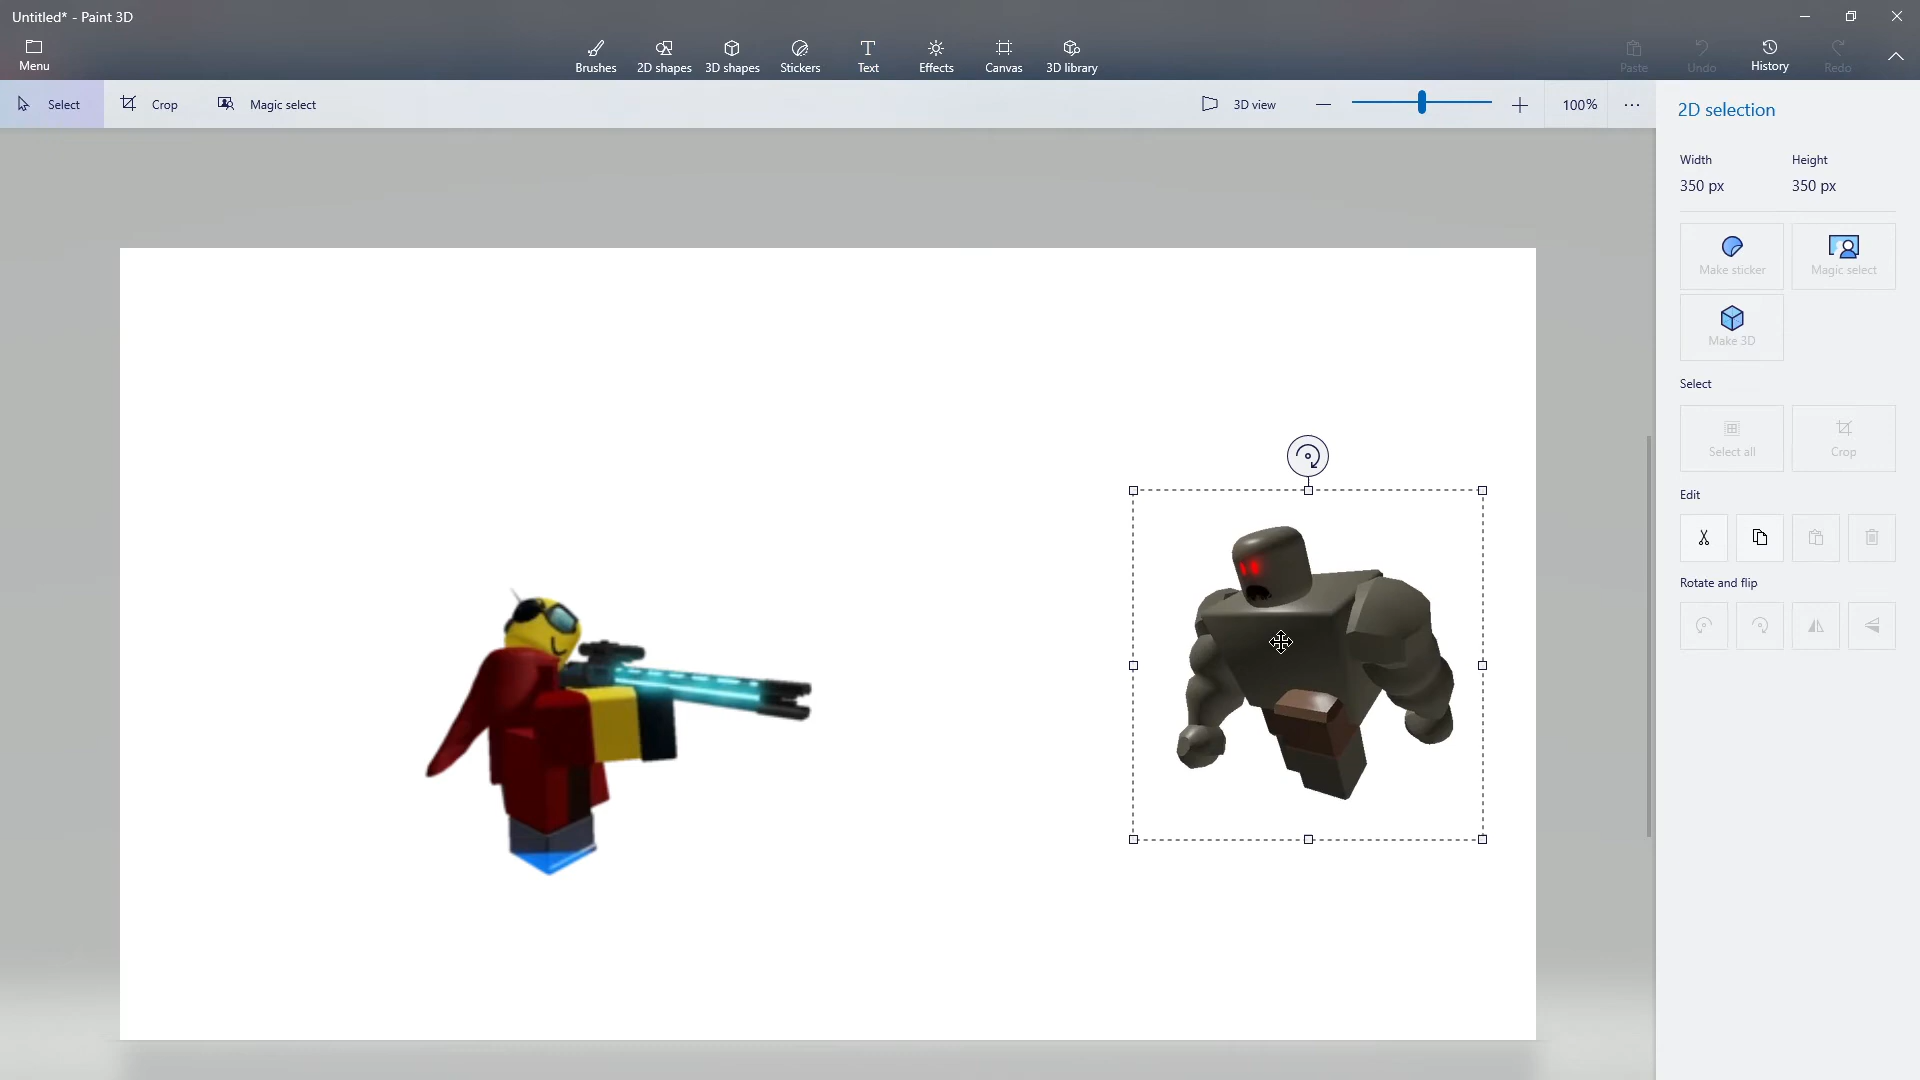 Untitled* - Paint 3D
Menu
Brushes
2D shapes
3D shapes
Stickers
Text
Effects
Canvas
3D library
Paste
Undo
History
Redo
Select
Crop
Magic select
3D view
100%
2D selection
Width
Height
350 px
350 px
Make sticker
Magic select
Make 3D
Select
Select all
Crop
Edit
Rotate and flip